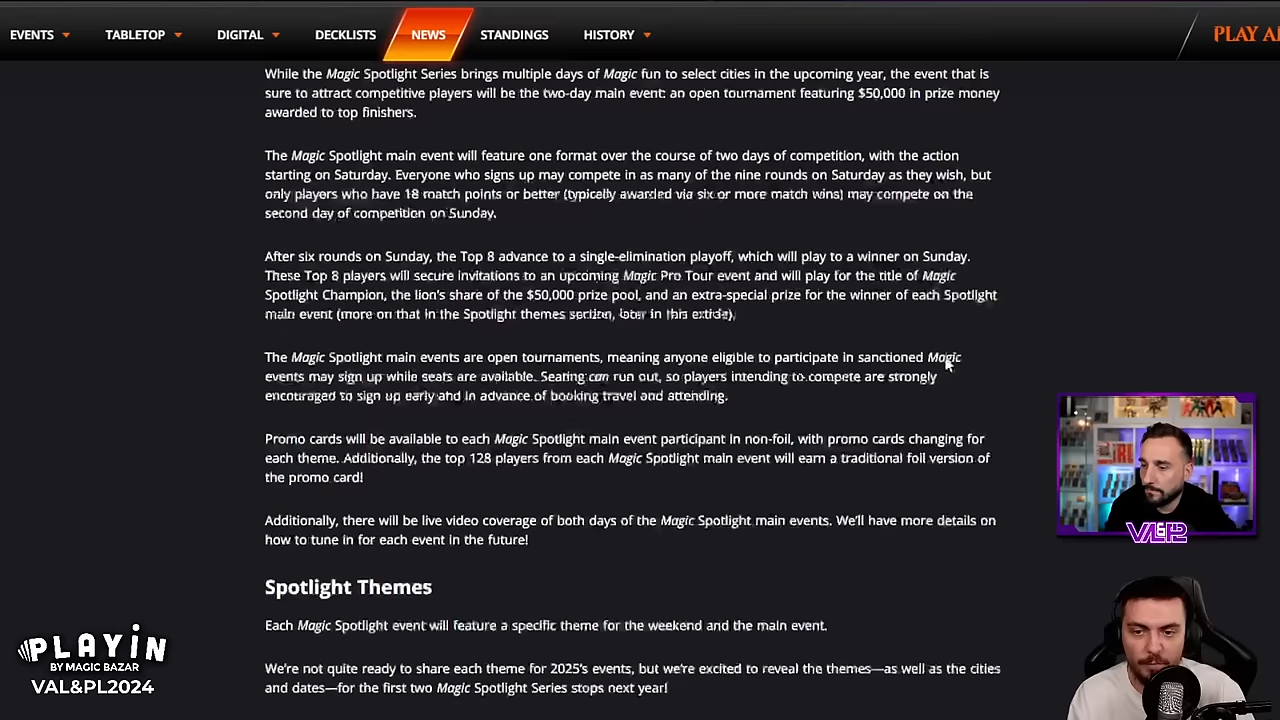 EVENTS TABLETOP DIGITAL DECKLISTS NEWS STANDINGS HISTORY
While the Magic Spotlight Series brings multiple days of Magic fun to select cities in the upcoming year, the event that is
sure to attract competitive players will be the two-day main event: an open tournament featuring $50,000 in prize money
awarded to top finishers.
The Magic Spotlight main event will feature one format over the course of two days of competition, with the action
starting on Saturday. Everyone who signs up may compete in as many of the nine rounds on Saturday as they wish, but
only players who have 18 match points or better (typically awarded via six or more match wins) may compete on the
second day of competition on Sunday.
After six rounds on Sunday, the Top 8 advance to a single-elimination playoff, which will play to a winner on Sunday.
These Top 8 players will secure invitations to an upcoming Magic Pro Tour event and will play for the title of Magic
Spotlight Champion, the lion's share of the $50,000 prize pool, and an extra-special prize for the winner of each Spotlight
main event (more on that in the Spotlight themes section, later in this
The Magic Spotlight main events are open tournaments, meaning anyone eligible to participate in sanctioned Magic
events may sign up while seats are available. Seating can run out, so players intending to compete are strongly
encouraged to sign up early and in advance of booking travel and attending.
Promo cards will be available to each Magic Spotlight main event participant in non-foil, with promo cards changing for
each theme. Additionally, the top 128 players from each Magic Spotlight main event will earn a traditional foil version of
the promo card!
Additionally, there will be live video coverage of both days of the Magic Spotlight main events. We'll have more details on
how to tune in for each event in the future!
Spotlight Themes
Each Magic Spotlight event will feature a specific theme for the weekend and the main event.
We're not quite ready to share each theme for 2025's events, but we're excited to reveal the themes—as well as the cities
and dates—for the first two Magic Spotlight Series stops next year!
PLAYIN
BY MAGIC BAZAR
VAL&PL2024